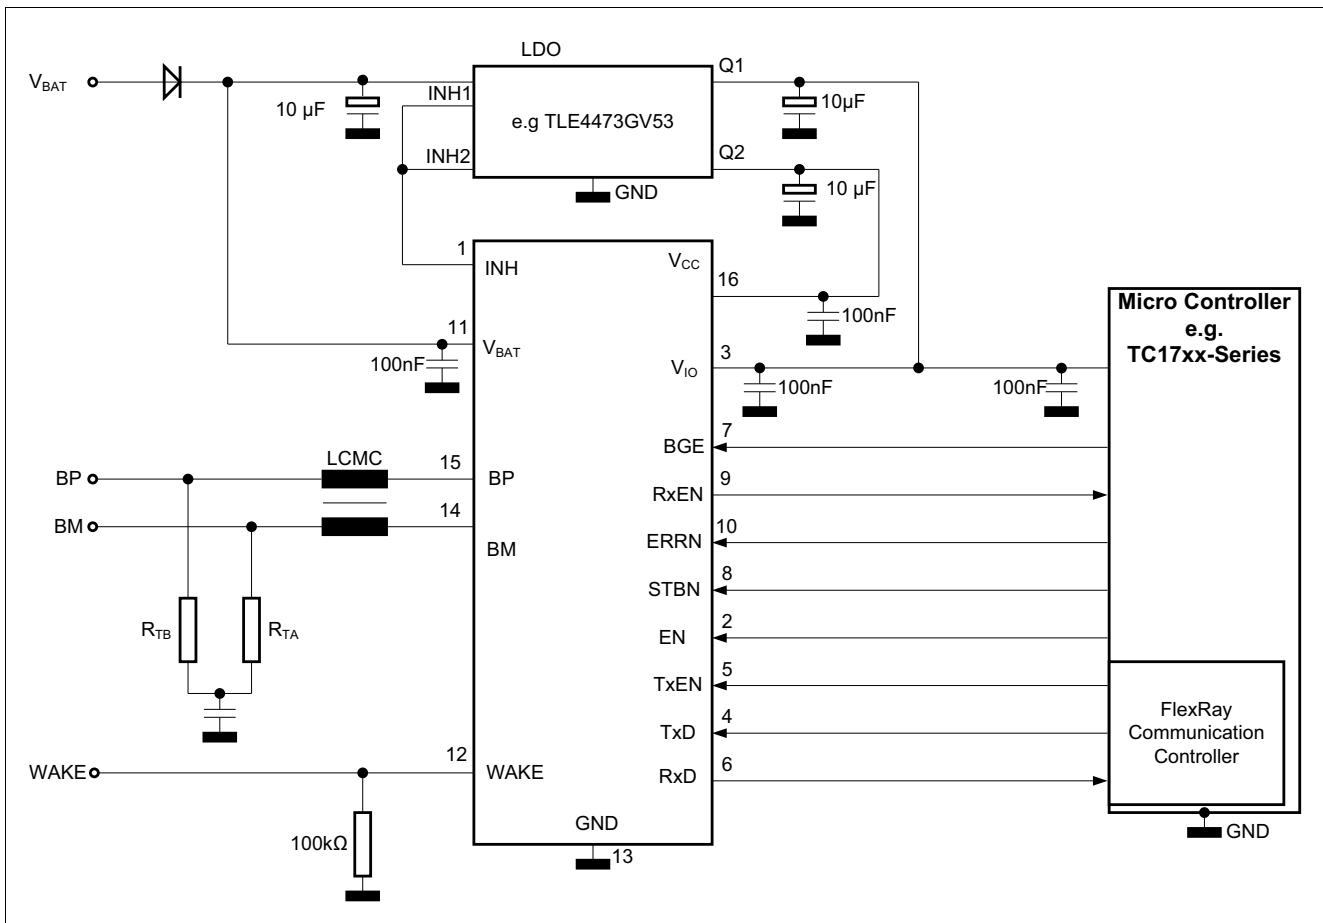 LDO
V_BAT
Q1
INH1
10 µF
e.g TLE4473GV53
10µF
INH2
Q2
GND
10 µF
1
INH
V_CC
16
11
V_BAT
100nF
100nF
3
V_IO
100nF
100nF
Micro Controller
e.g.
TC17xx-Series
7
BGE
LCMC
BP
15
BP
9
RxEN
BM
14
BM
10
ERRN
8
STBN
R_TB
R_TA
2
EN
5
TxEN
4
TxD
FlexRay
Communication
Controller
WAKE
12
WAKE
6
RxD
100kΩ
GND
13
GND